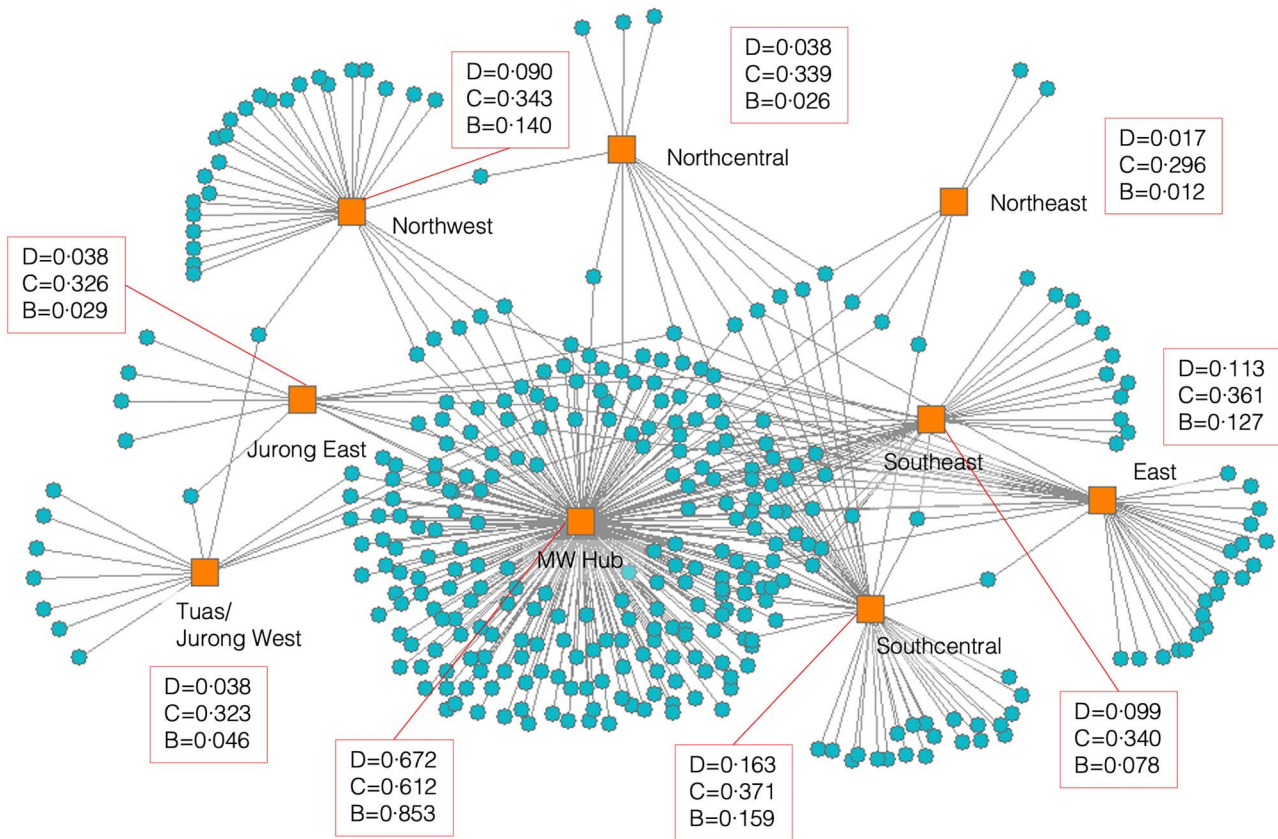 D=0·038
C=0·339
B=0·026
D=0·090
C=0·343
B=0·140
Northcentral
D=0·017
C=0·296
B=0·012
Northeast
Northwest
D=0·038
C=0·326
B=0·029
D=0·113
C=0·361
B=0·127
Jurong East
Southeast
East
MW Hub
Tuas/
Jurong West
Southcentral
D=0·038
C=0·323
B=0·046
D=0·672
C=0·612
B=0·853
D=0·163
C=0·371
B=0·159
D=0·099
C=0·340
B=0·078